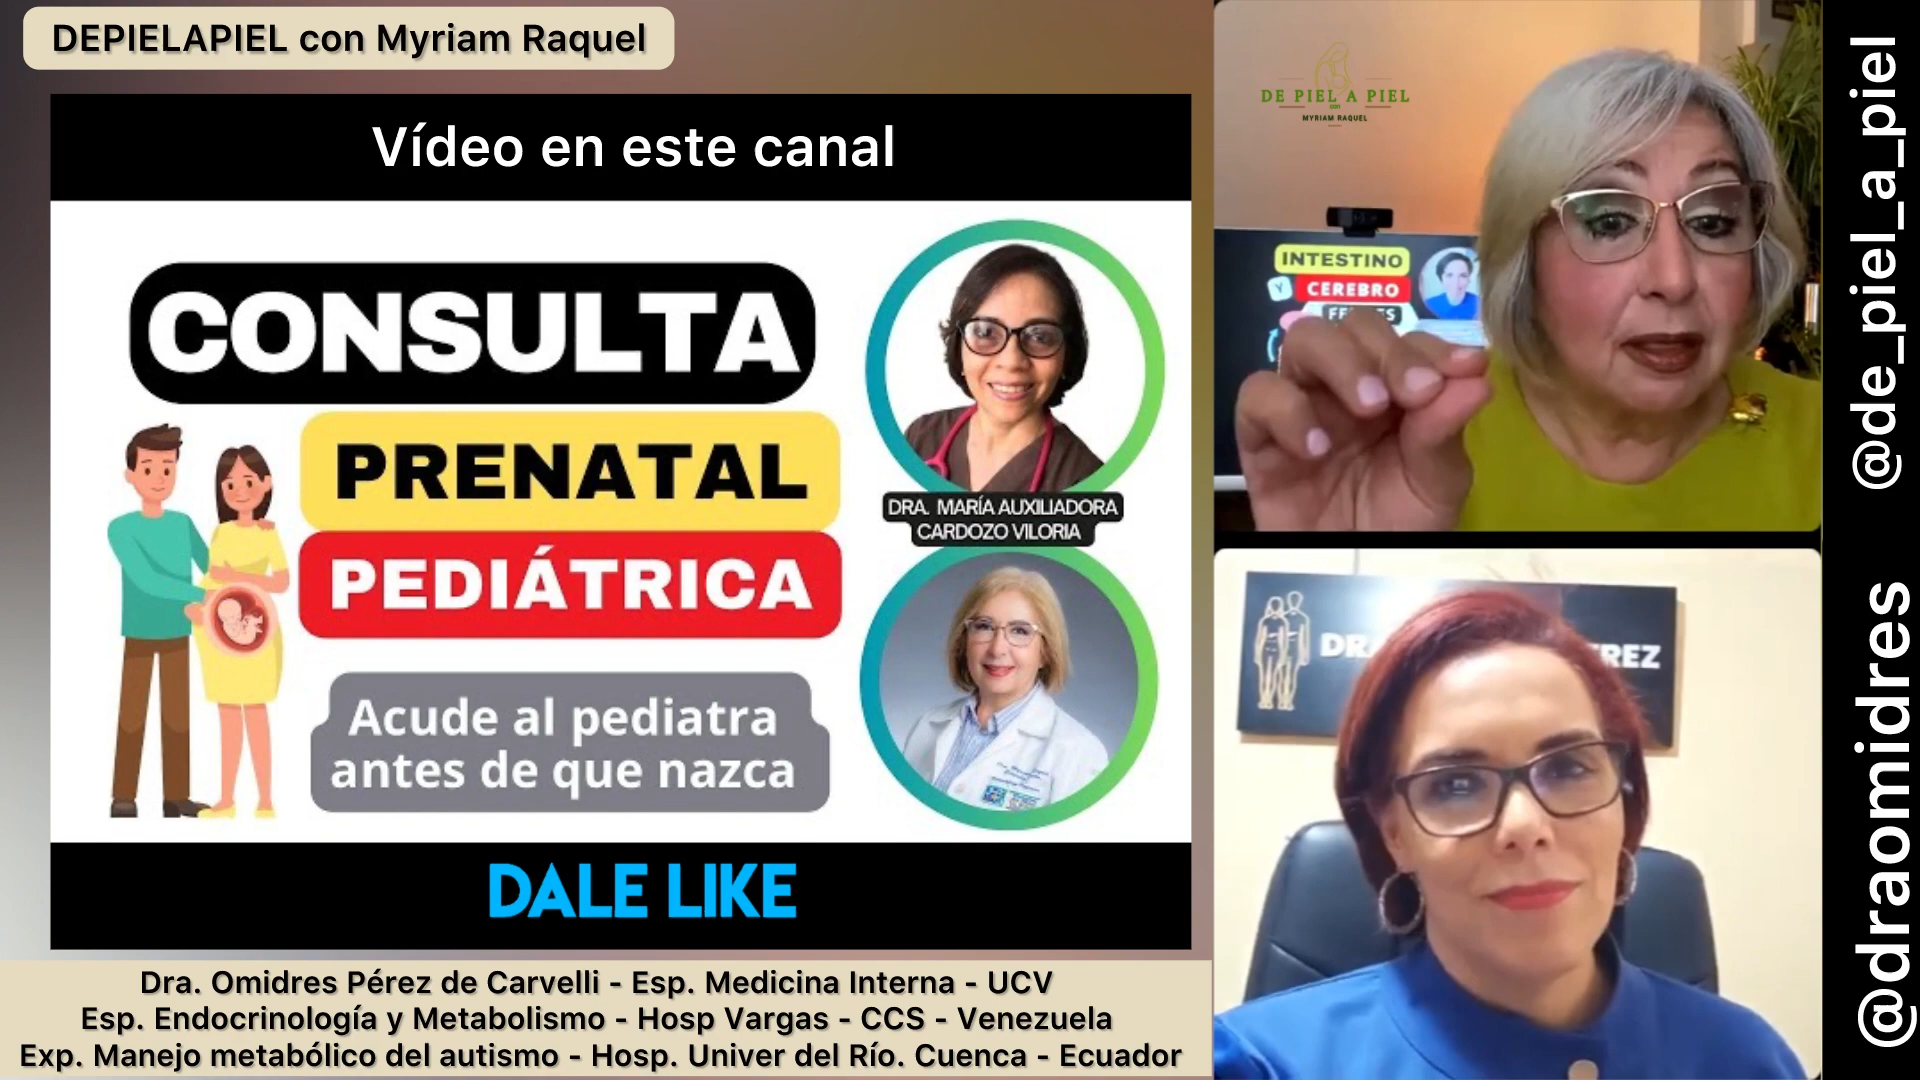 DEPIELAPIEL con Myriam Raquel
Vídeo en este canal
CONSULTA
PRENATAL
PEDIÁTRICA
Acude al pediatra
antes de que nazca
DRA. MARÍA AUXILIADORA
CARDOZO VILORIA
DALE LIKE
Dra. Omidres Pérez de Carvelli - Esp. Medicina Interna - UCV
Esp. Endocrinología y Metabolismo - Hosp Vargas - CCS - Venezuela
Exp. Manejo metabólico del autismo - Hosp. Univer del Río. Cuenca - Ecuador
DE PIEL A PIEL
con
MYRIAM RAQUEL
INTESTINO
Y CEREBRO
DR
REZ
@de_piel_a_piel
@draomidres